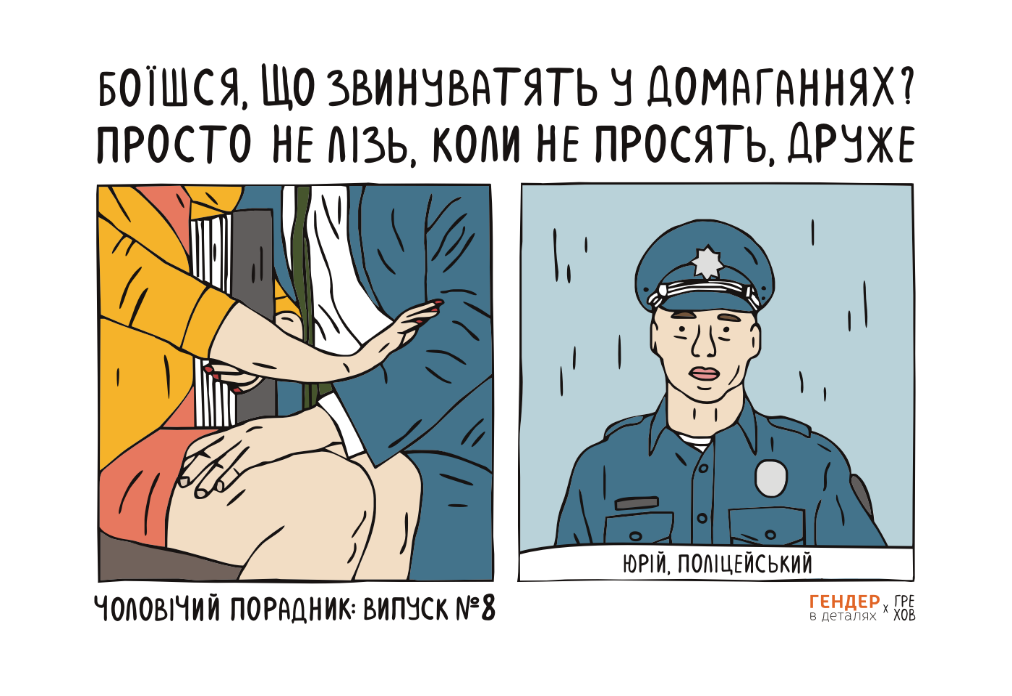 БОЇШСЯ, ЩО ЗВИНУВАТЯТЬ У ДОМАГАННЯХ?
ПРОСТО НЕ ЛІЗЬ, КОЛИ НЕ ПРОСЯТЬ, ДРУЖЕ
ЮРІЙ, ПОЛІЦЕЙСЬКИЙ
ЧОЛОВІЧИЙ ПОРАДНИК: ВИПУСК №8
ГЕНДЕР
в деталях
х
ГРЕ
ХОВ